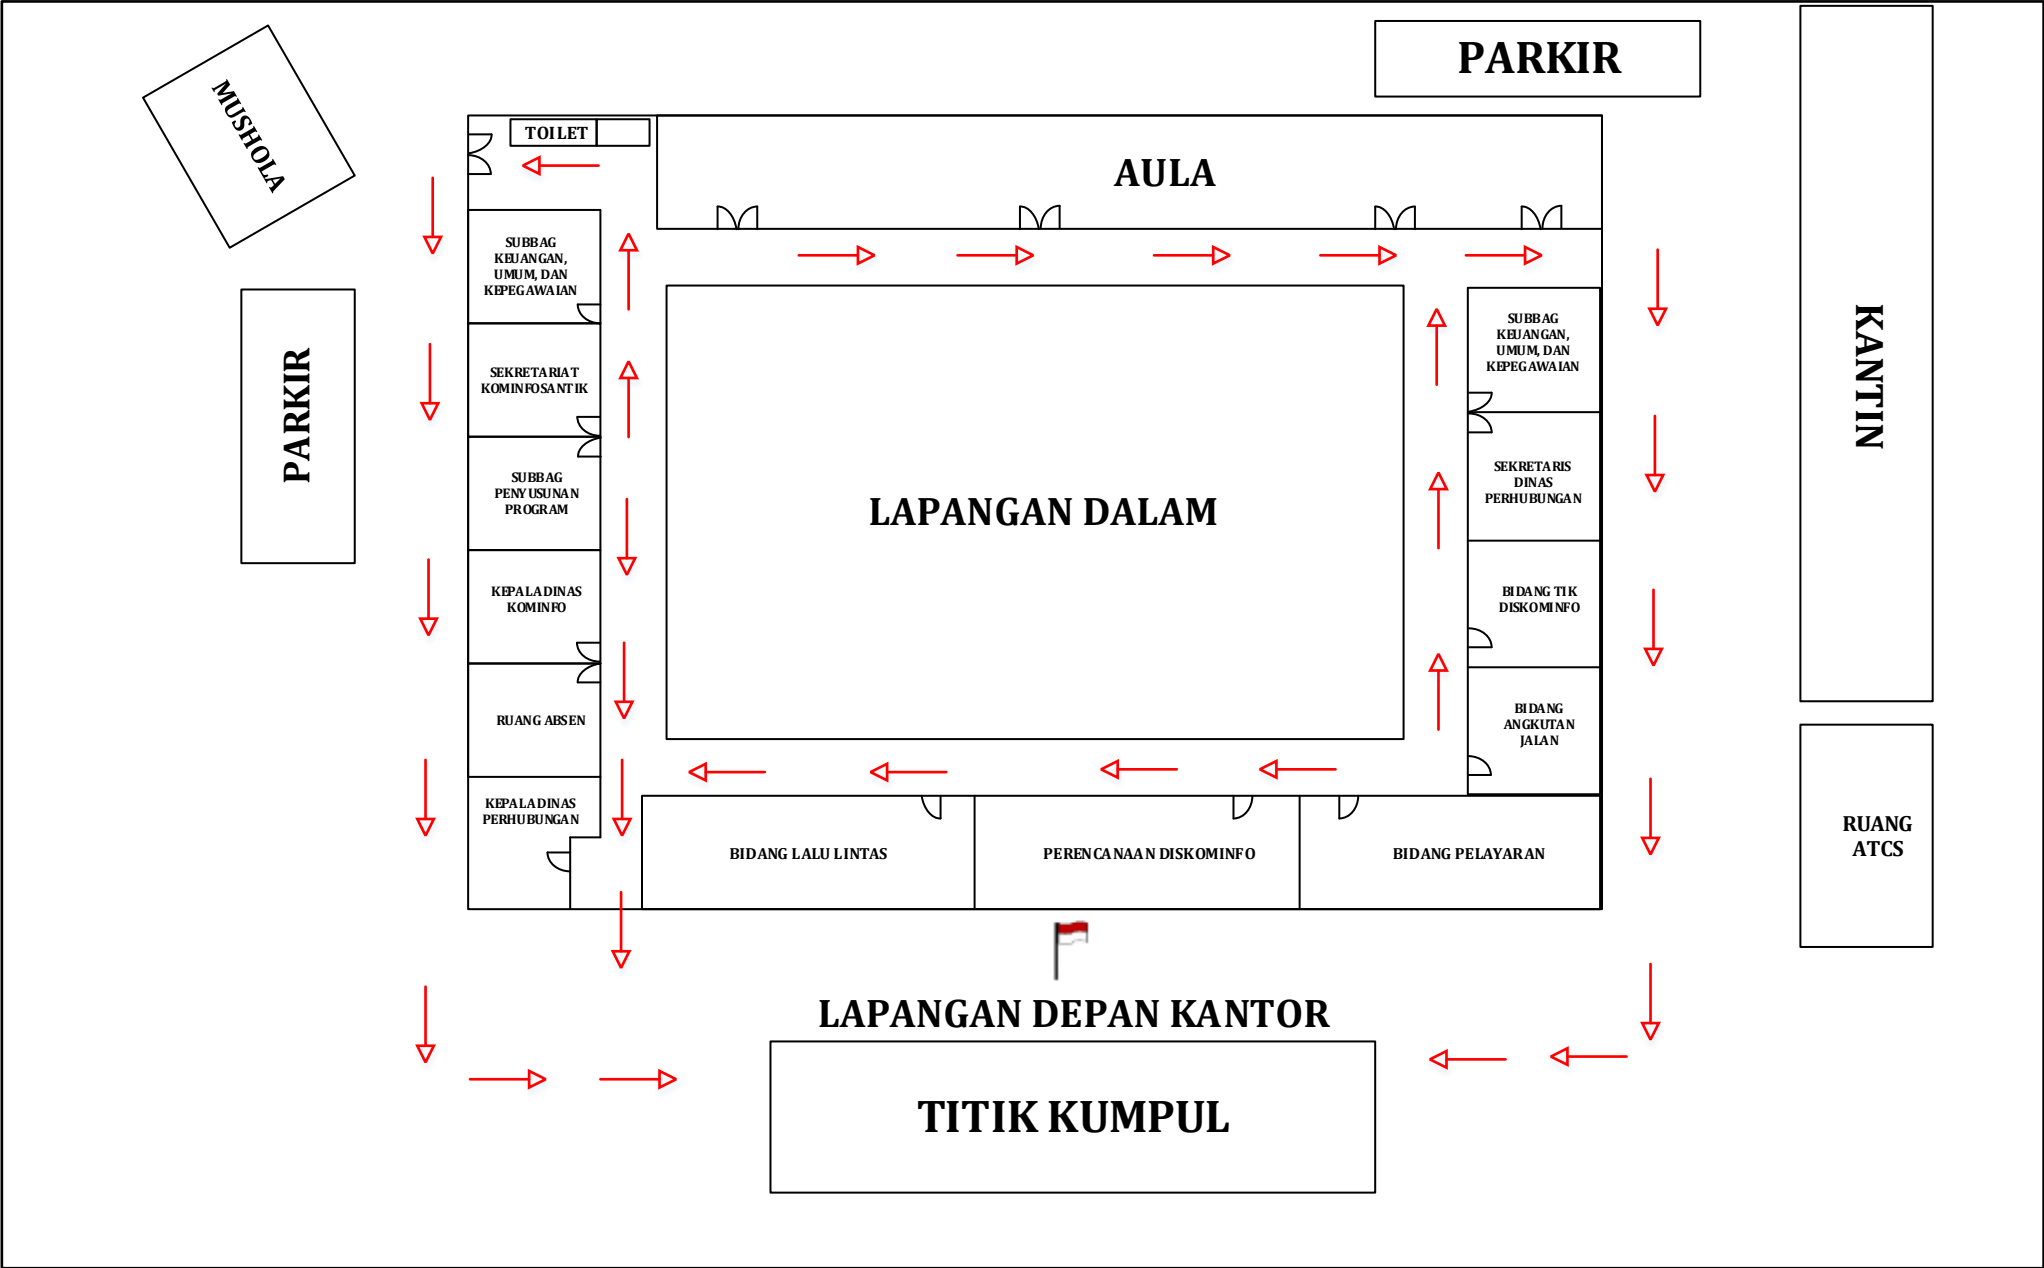 PARKIR
MUSHOLA
TOILET
AULA
SUBBAG
KEUANGAN,
UMUM, DAN
KEPEGAWAIAN
SEKRETARIAT
KOMINFOSANTIK
SUBBAG
PENYUSUNAN
PROGRAM
KEPALA DINAS
KOMINFO
RUANG ABSEN
KEPALA DINAS
PERHUBUNGAN
PARKIR
LAPANGAN DALAM
SUBBAG
KEUANGAN,
UMUM, DAN
KEPEGAWAIAN
SEKRETARIS
DINAS
PERHUBUNGAN
BIDANG TIK
DISKOMINFO
BIDANG
ANGKUTAN
JALAN
KANTIN
RUANG
ATCS
BIDANG LALU LINTAS
PERENCANAAN DISKOMINFO
BIDANG PELAYARAN
LAPANGAN DEPAN KANTOR
TITIK KUMPUL